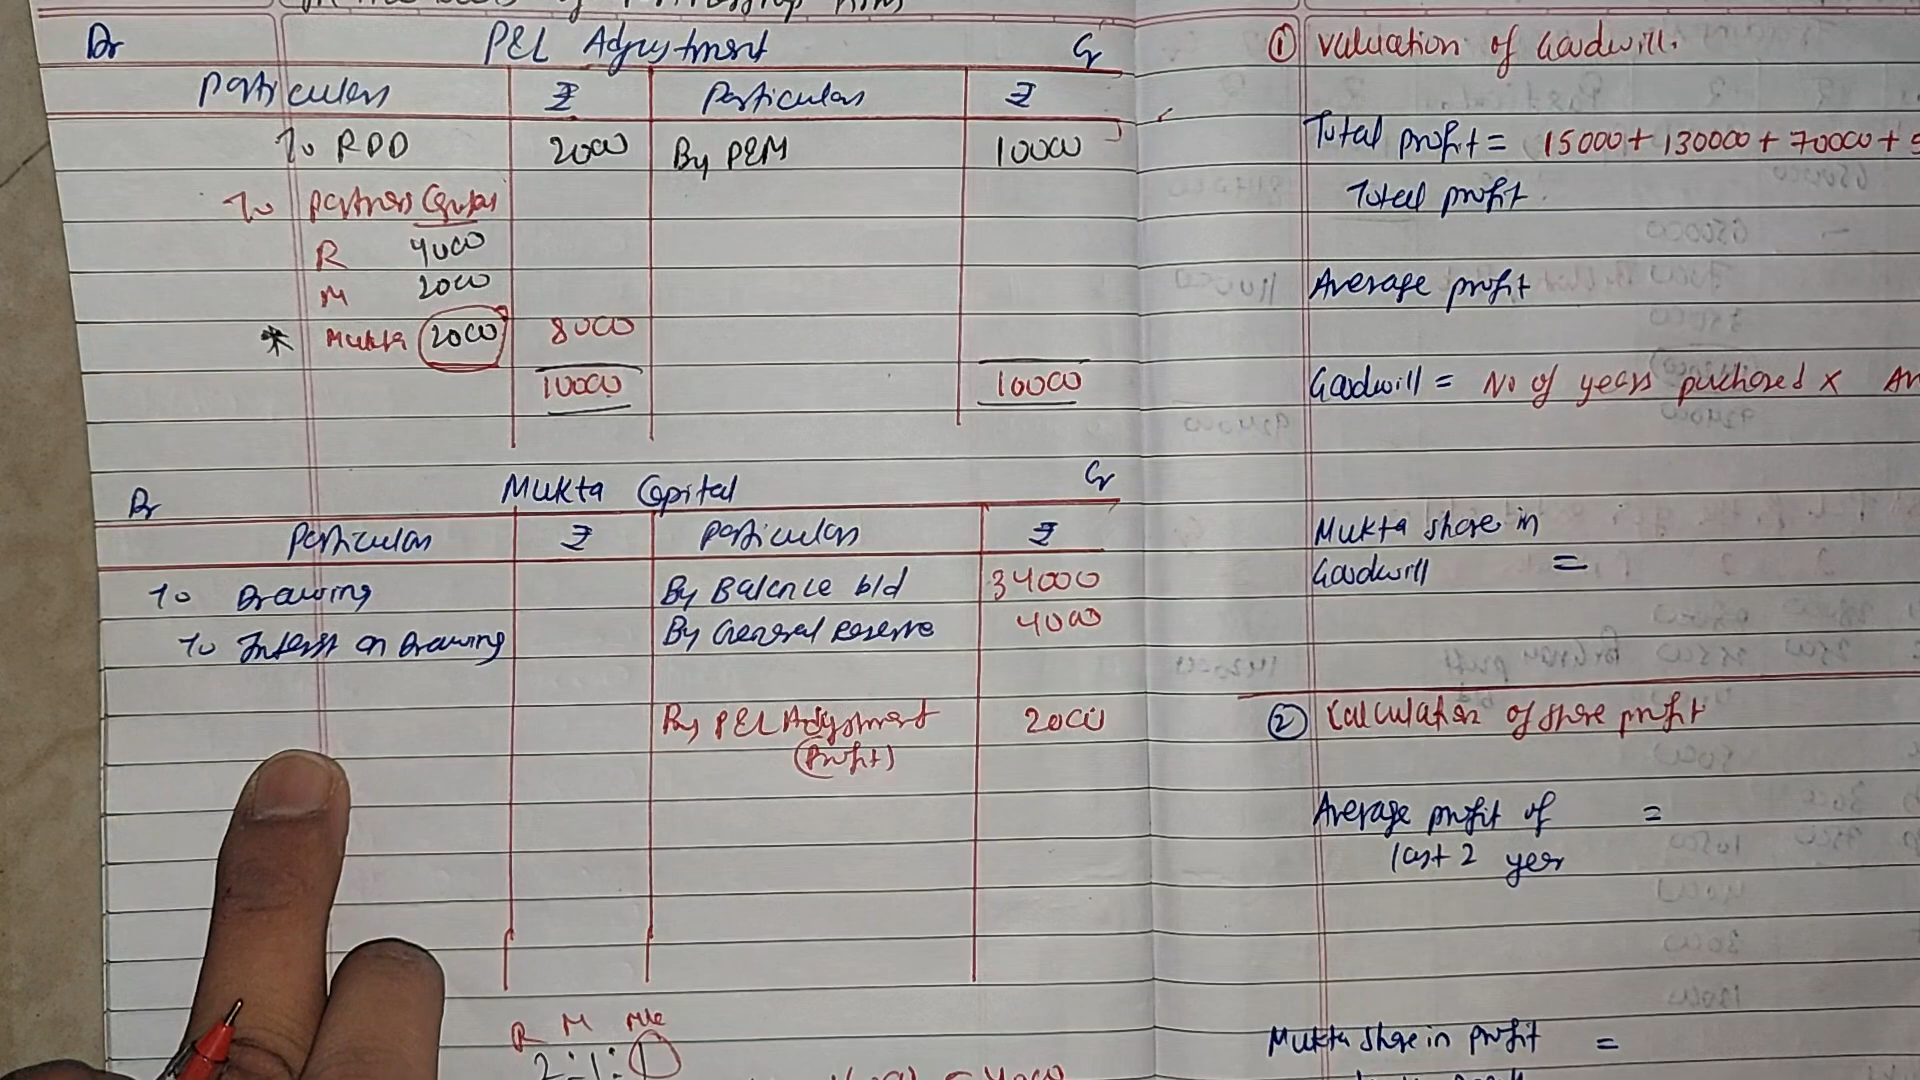 Dr P&L Adjustment Cr
Particulars ₹ Particulars ₹
To RDD 2000 By P&M 10000
To Partners Capital
R 4000
M 2000
* Mukta 2000 8000
10000 10000
Dr Mukta Capital Cr
Particulars ₹ Particulars ₹
To Drawing By Balance b/d 34000
To Interest on Drawing By General Reserve 4000
By P&L Adjustment 2000
(Profit)
R M
2:1:1
① Valuation of Goodwill.
Total profit = 15000 + 130000 + 70000 +
Total profit.
Average profit
Goodwill = No of years puchased ×
Mukta share in
Goodwill =
② Calculation of share profit
Average profit of =
last 2 year
Mukta share in profit =